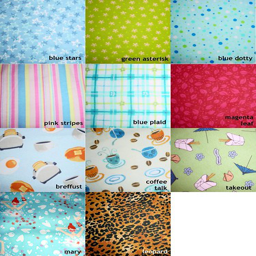 blue stars
green asterisk
blue dotty
pink stripes
blue plaid
magenta
leaf
breffust
coffee
talk
takeout
mary
leopard